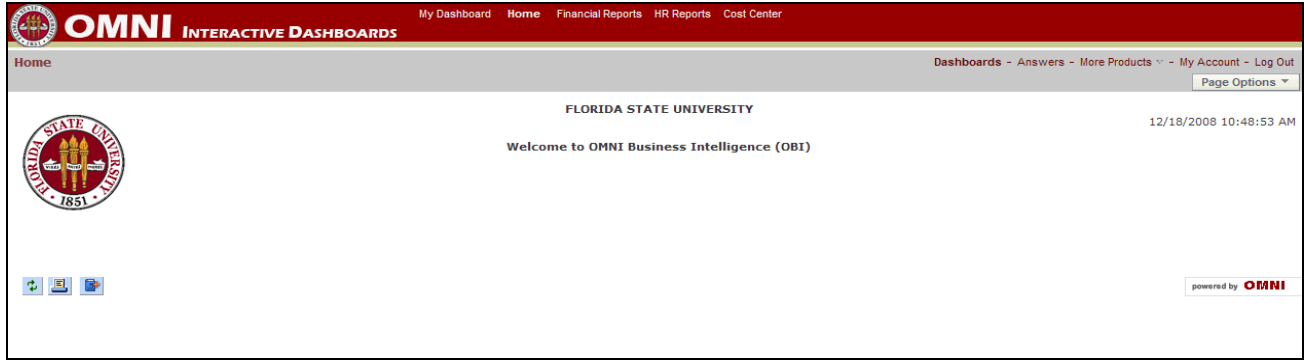 OMNI INTERACTIVE DASHBOARDS
My Dashboard Home Financial Reports HR Reports Cost Center
Home
Dashboards - Answers - More Products - My Account - Log Out
Page Options
FLORIDA STATE UNIVERSITY
12/18/2008 10:48:53 AM
Welcome to OMNI Business Intelligence (OBI)
FLORIDA STATE UNIVERSITY
1851
powered by OMNI